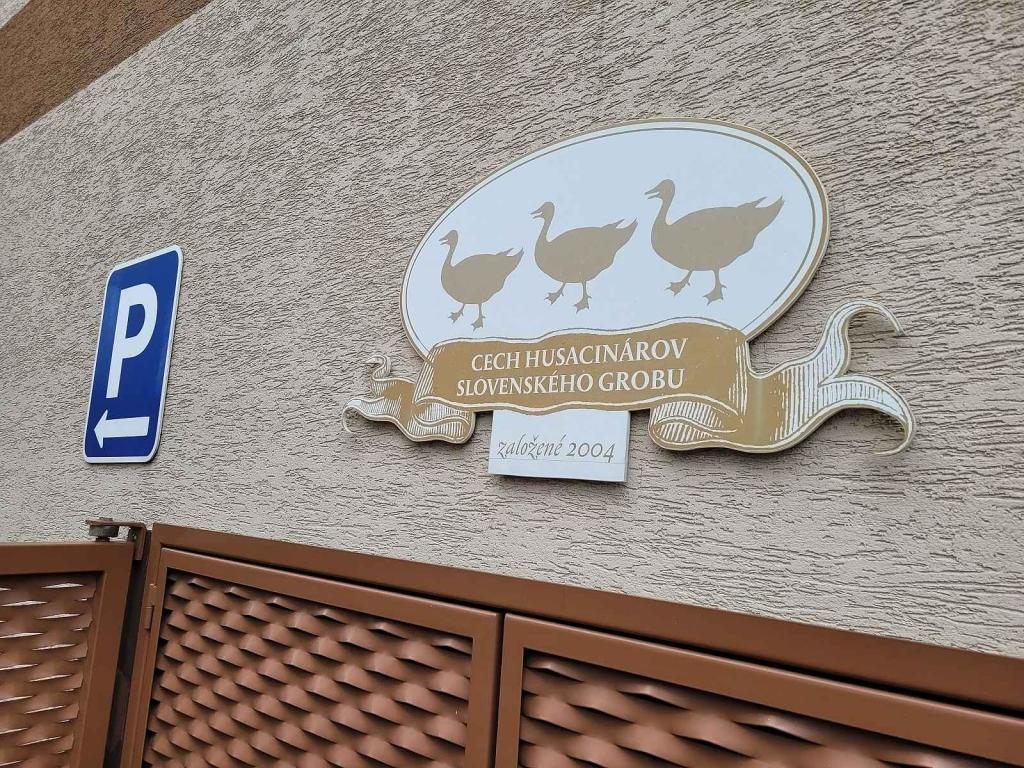 P
CECH HUSACINÁROV
SLOVENSKÉHO GROBU
založené 2004